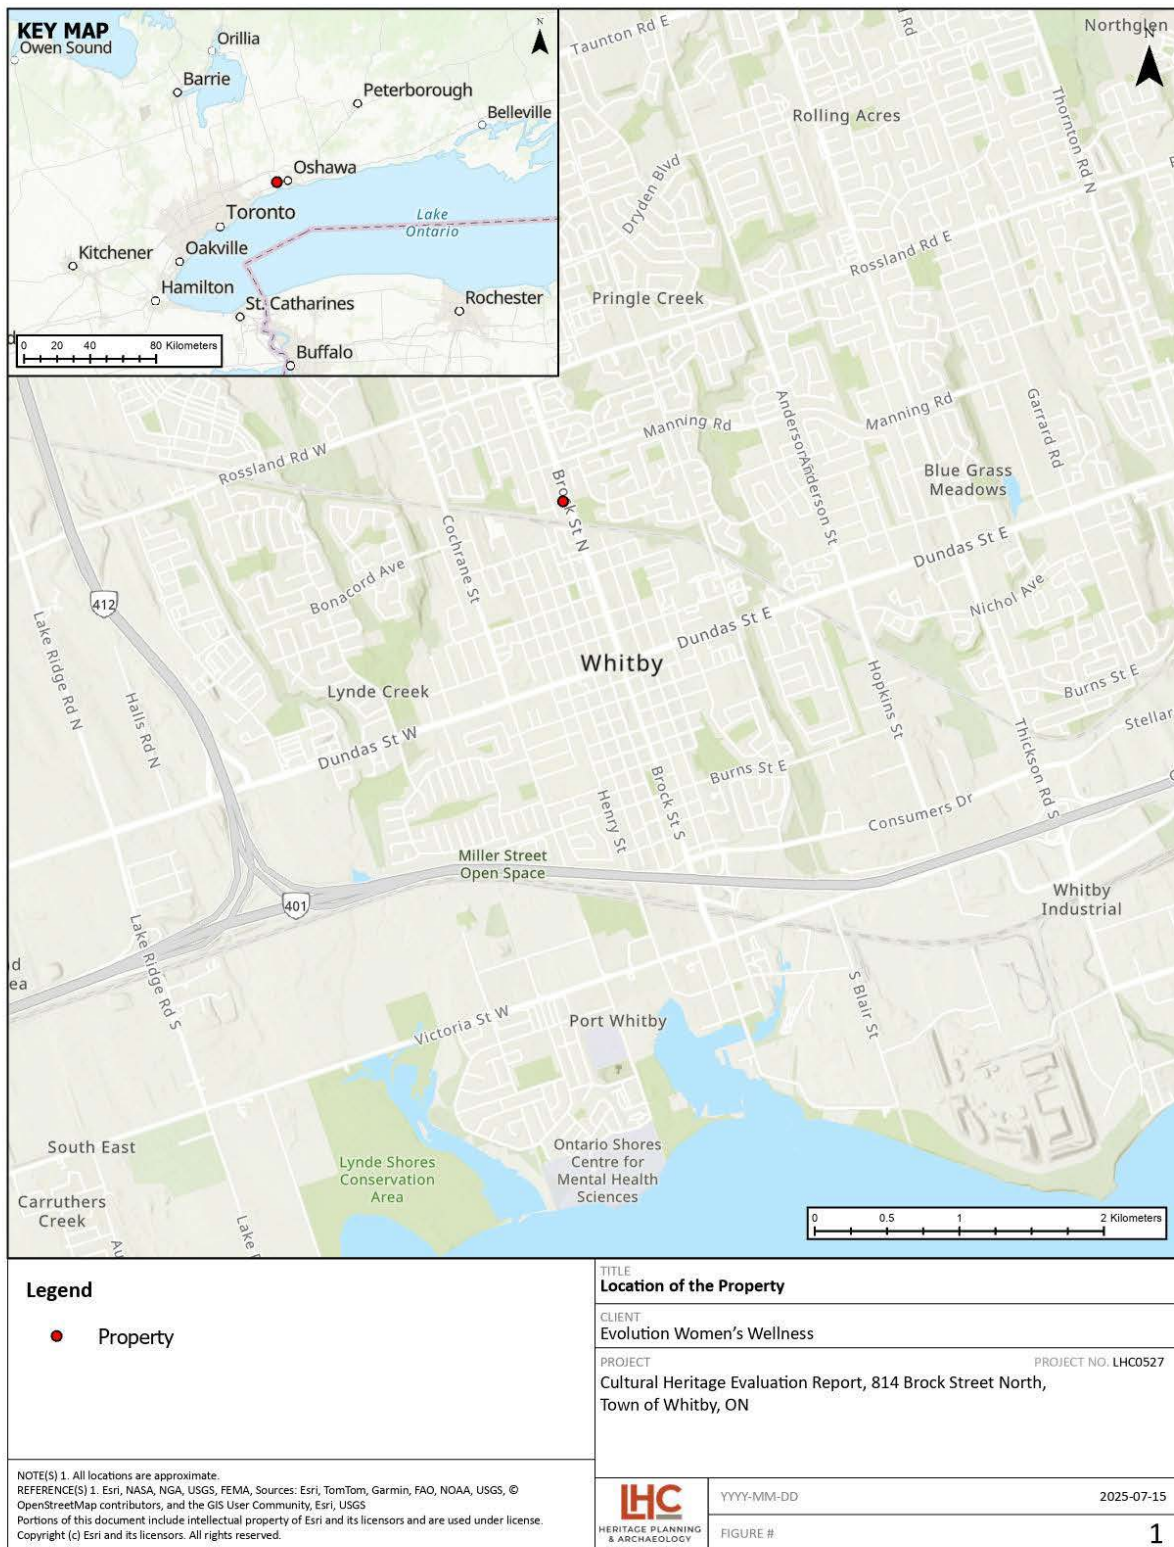 KEY MAP
N
Owen Sound
Orillia
Barrie
Peterborough
Belleville
Oshawa
Toronto
Lake
Ontario
Kitchener
Oakville
Hamilton
St. Catharines
Rochester
Buffalo
d
0 20 40 80 Kilometers
Taunton Rd E
Rd N
Northglen
N
Rolling Acres
Thornton Rd N
Dryden Blvd
Rossland Rd E
Pringle Creek
Manning Rd
Anderson
Anderson St
Manning Rd
Garrard Rd
Rossland Rd W
Brock St N
Blue Grass
Meadows
Cochrane St
Dundas St E
Bonacord Ave
Nichol Ave
412
Lake Ridge Rd N
Dundas St E
Whitby
Hopkins St
Burns St E
Lynde Creek
Halls Rd N
Stellar
Thickson Rd S
Dundas St W
Brock St S
Burns St E
Henry St
Consumers Dr
Miller Street
Open Space
401
Whitby
Industrial
Lake Ridge Rd S
d
ea
S Blair St
Victoria St W
Port Whitby
South East
Ontario Shores
Centre for
Mental Health
Sciences
Lynde Shores
Conservation
Area
Carruthers
Creek
Au
Lake R
0 0.5 1 2 Kilometers
Legend
Property
TITLE
Location of the Property
CLIENT
Evolution Women's Wellness
PROJECT PROJECT NO. LHC0527
Cultural Heritage Evaluation Report, 814 Brock Street North,
Town of Whitby, ON
NOTE(S) 1. All locations are approximate.
REFERENCE(S) 1. Esri, NASA, NGA, USGS, FEMA, Sources: Esri, TomTom, Garmin, FAO, NOAA, USGS, ©
OpenStreetMap contributors, and the GIS User Community, Esri, USGS
Portions of this document include intellectual property of Esri and its licensors and are used under license.
Copyright (c) Esri and its licensors. All rights reserved.
LHC
HERITAGE PLANNING
& ARCHAEOLOGY
YYYY-MM-DD 2025-07-15
FIGURE # 1